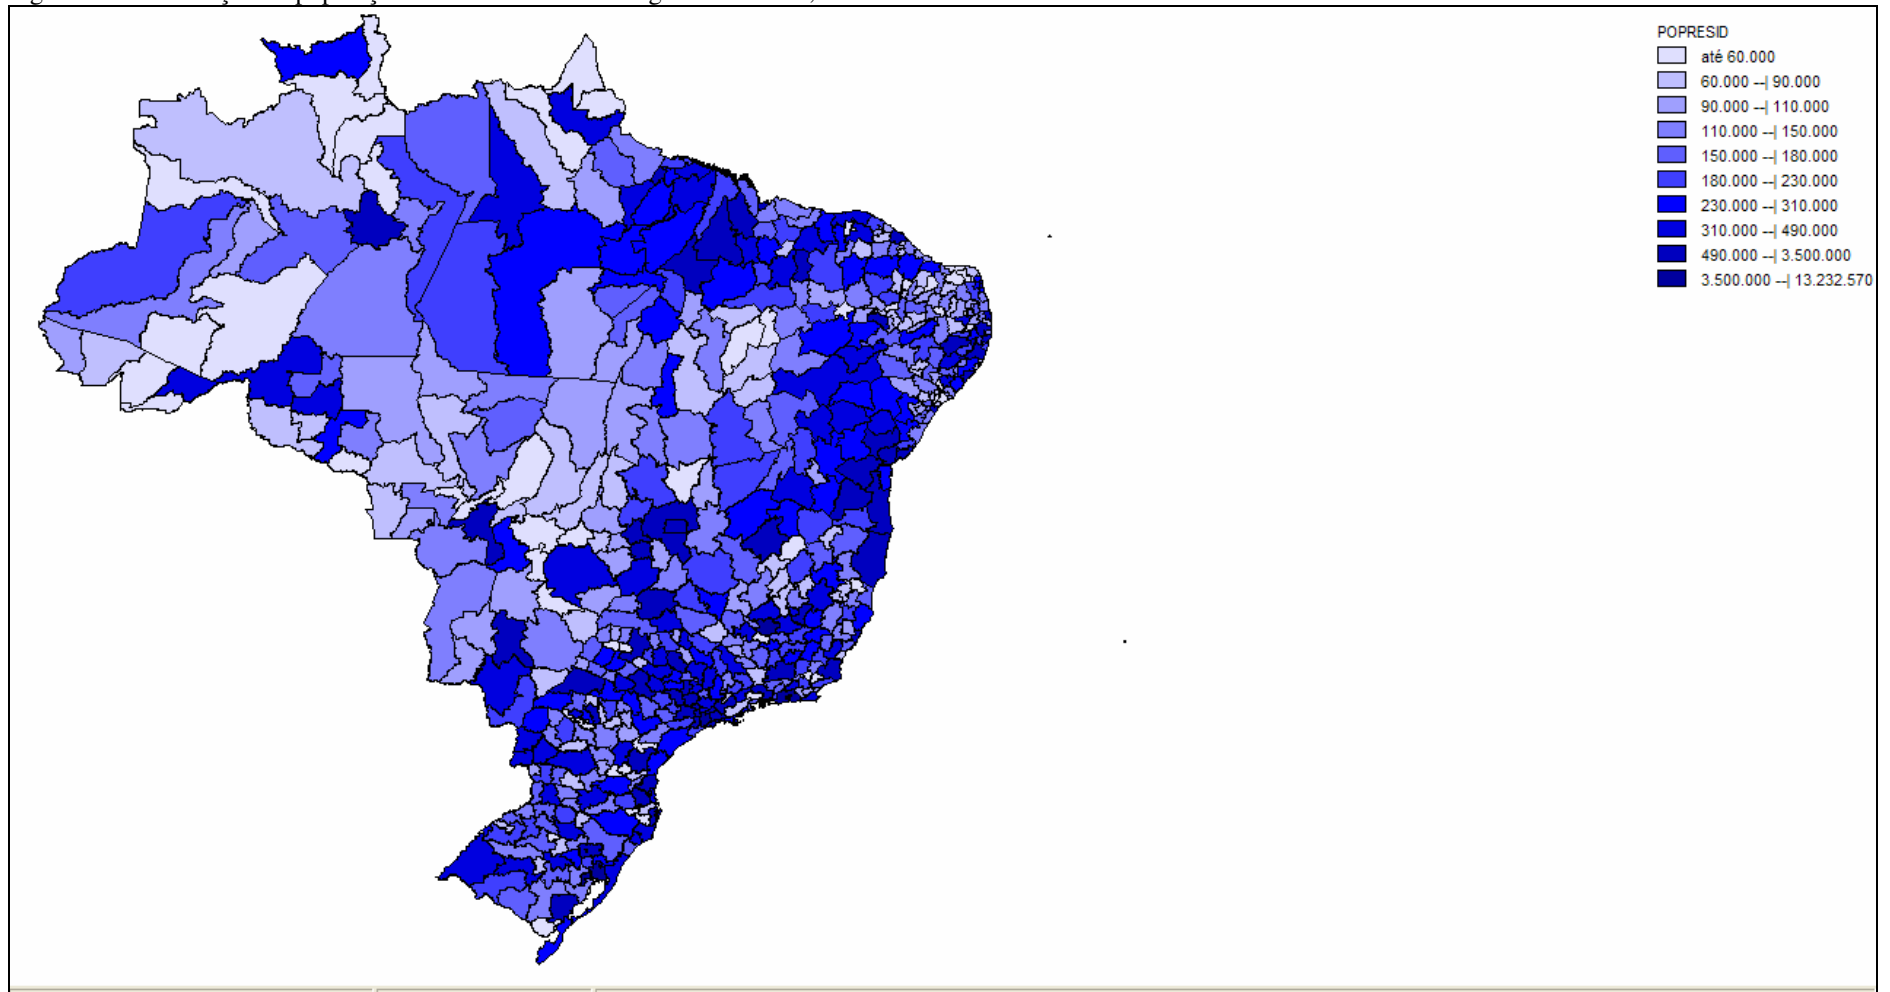 POPRESID
até 60.000
60.000 --| 90.000
90.000 --| 110.000
110.000 --| 150.000
150.000 --| 180.000
180.000 --| 230.000
230.000 --| 310.000
310.000 --| 490.000
490.000 --| 3.500.000
3.500.000 --| 13.232.570